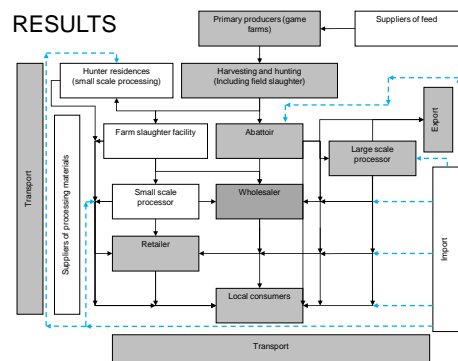 RESULTS
Primary producers (game
farms)
Suppliers of feed
Hunter residences
(small scale processing)
Harvesting and hunting
(Including field slaughter)
Export
Farm slaughter facility
Abattoir
Large scale
processor
Transport
Suppliers of processing materials
Small scale
processor
Wholesaler
Import
Retailer
Local consumers
Transport